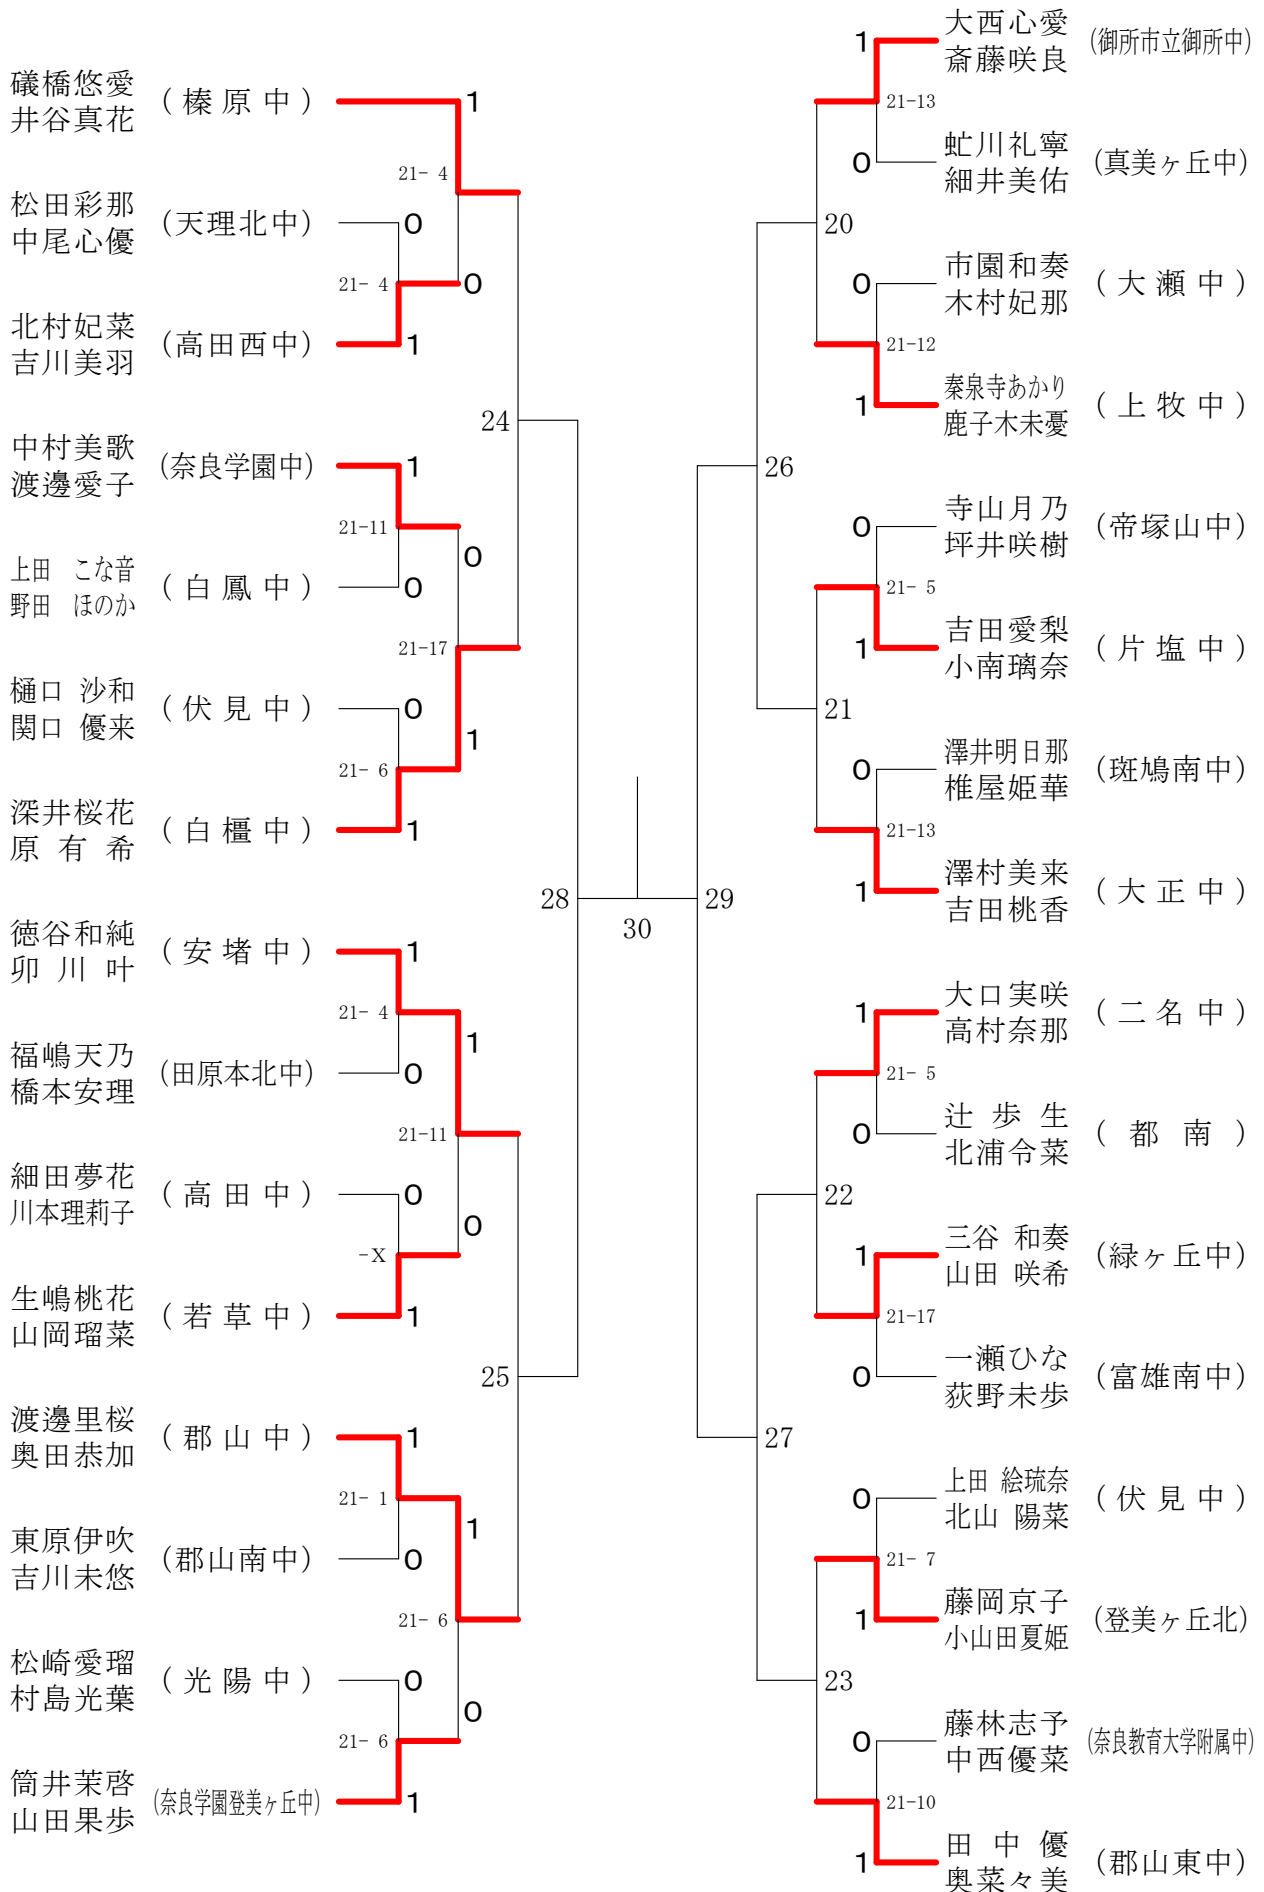 礒橋悠愛
井谷真花
(榛原中)
1
21- 4
松田彩那
中尾心優
(天理北中)
0
21- 4
0
北村妃菜
吉川美羽
(高田西中)
1
24
中村美歌
渡邊愛子
(奈良学園中)
1
21-11
0
上田 こな音
野田 ほのか
(白鳳中)
0
21-17
樋口 沙和
関口 優来
(伏見中)
0
1
21- 6
深井桜花
原有希
(白橿中)
1
28
徳谷和純
卯川叶
(安堵中)
1
21- 4
1
福嶋天乃
橋本安理
(田原本北中)
0
21-11
細田夢花
川本理莉子
(高田中)
0
0
-X
生嶋桃花
山岡瑠菜
(若草中)
1
25
渡邊里桜
奥田恭加
(郡山中)
1
21- 1
1
東原伊吹
吉川未悠
(郡山南中)
0
21- 6
松崎愛瑠
村島光葉
(光陽中)
0
0
21- 6
筒井茉啓
山田果歩
(奈良学園登美ヶ丘中)
1
30
1
大西心愛
斎藤咲良
(御所市立御所中)
21-13
0
虻川礼寧
細井美佑
(真美ヶ丘中)
20
0
市園和奏
木村妃那
(大瀬中)
21-12
1
秦泉寺あかり
鹿子木未憂
(上牧中)
26
0
寺山月乃
坪井咲樹
(帝塚山中)
21- 5
1
吉田愛梨
小南璃奈
(片塩中)
21
0
澤井明日那
椎屋姫華
(斑鳩南中)
21-13
1
澤村美来
吉田桃香
(大正中)
29
1
大口実咲
高村奈那
(二名中)
21- 5
0
辻歩生
北浦令菜
(都南)
22
1
三谷 和奏
山田 咲希
(緑ヶ丘中)
21-17
0
一瀬ひな
荻野未歩
(富雄南中)
27
0
上田 絵琉奈
北山 陽菜
(伏見中)
21- 7
1
藤岡京子
小山田夏姫
(登美ヶ丘北)
23
0
藤林志予
中西優菜
(奈良教育大学附属中)
21-10
1
田中優
奥菜々美
(郡山東中)